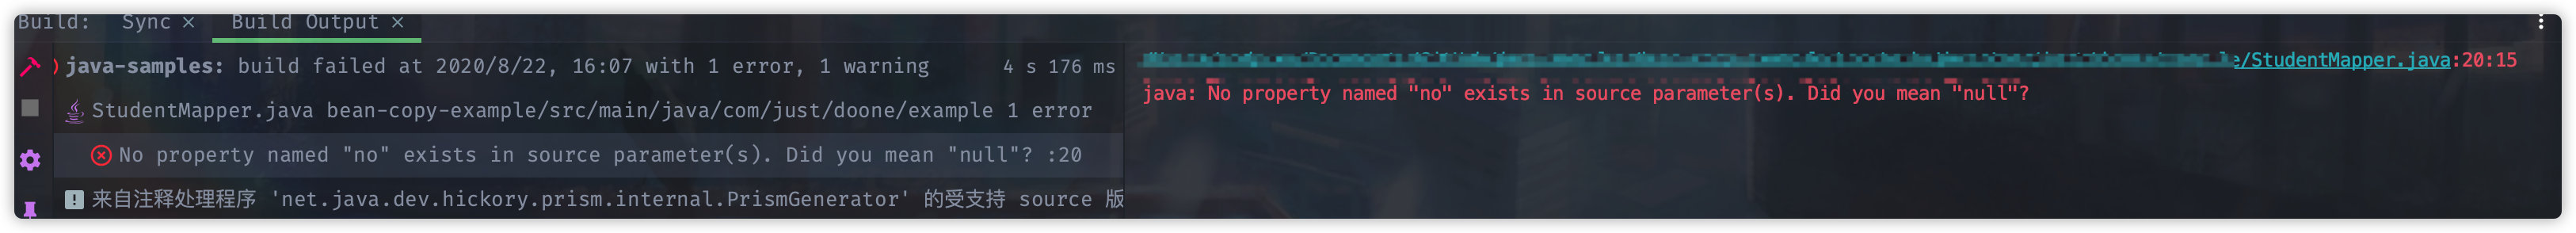 Build: Sync × Build Output ×
java-samples: build failed at 2020/8/22, 16:07 with 1 error, 1 warning 4 s 176 ms
StudentMapper.java bean-copy-example/src/main/java/com/just/doone/example 1 error
No property named "no" exists in source parameter(s). Did you mean "null"? :20
来自注释处理程序 'net.java.dev.hickory.prism.internal.PrismGenerator' 的受支持 source 版
e/StudentMapper.java:20:15
java: No property named "no" exists in source parameter(s). Did you mean "null"?